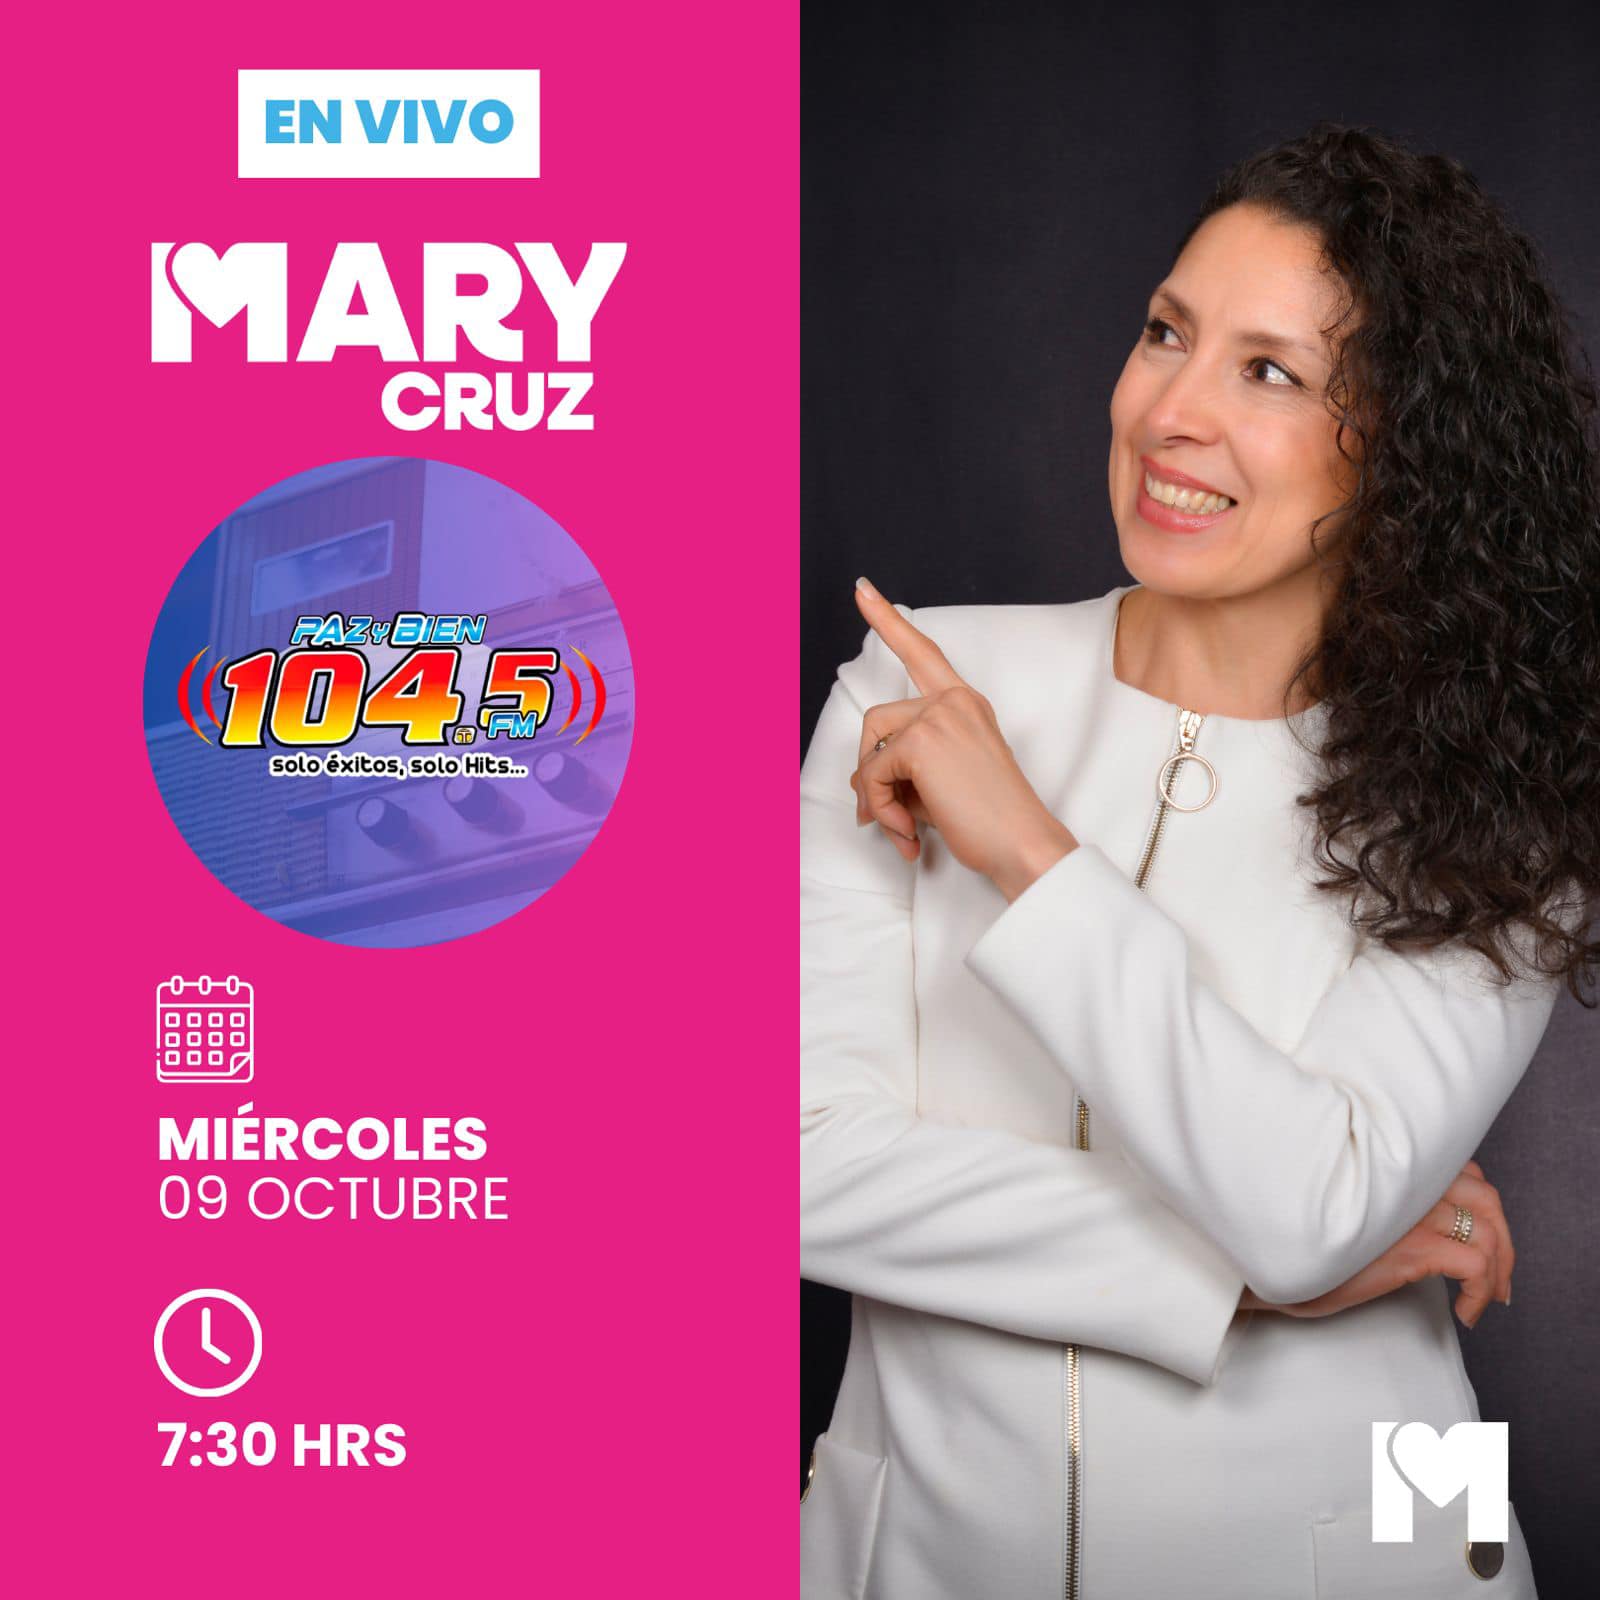 EN VIVO
MARY
CRUZ
PAZ Y BIEN
104.5
FM
solo éxitos, solo Hits...
MIÉRCOLES
09 OCTUBRE
7:30 HRS
M